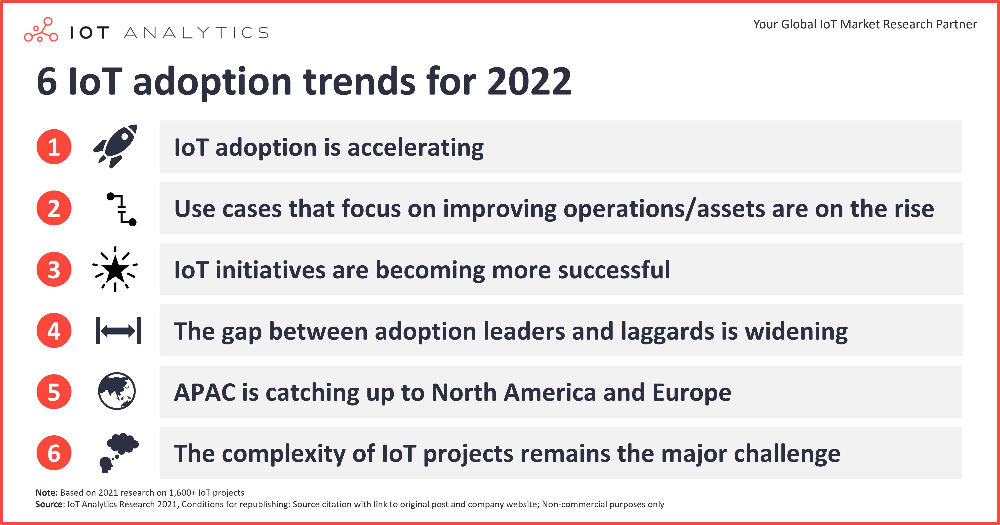 IOT ANALYTICS
Your Global IoT Market Research Partner
6 IoT adoption trends for 2022
1 IoT adoption is accelerating
2 Use cases that focus on improving operations/assets are on the rise
3 IoT initiatives are becoming more successful
4 The gap between adoption leaders and laggards is widening
5 APAC is catching up to North America and Europe
6 The complexity of IoT projects remains the major challenge
Note: Based on 2021 research on 1,600+ IoT projects
Source: IoT Analytics Research 2021, Conditions for republishing: Source citation with link to original post and company website; Non-commercial purposes only